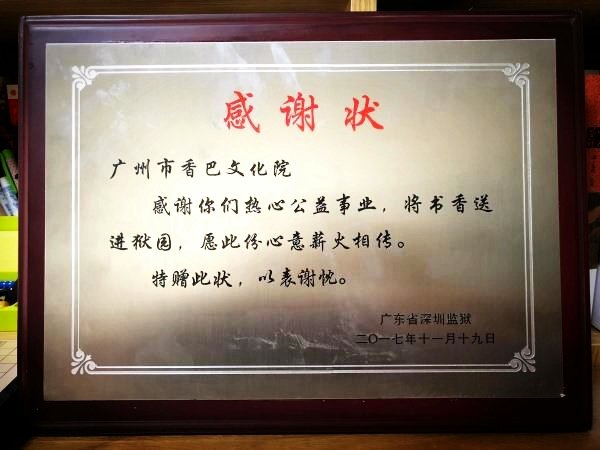 感谢状
广州市香巴文化院
感谢你们热心公益事业，将书香送
进狱园，愿此份心意薪火相传。
特赠此状，以表谢忱。
广东省深圳监狱
二〇一七年十一月十九日